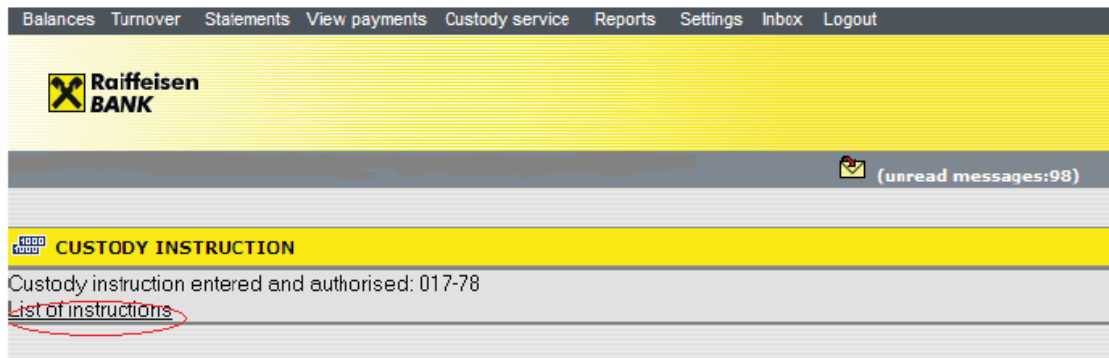 Balances Turnover Statements View payments Custody service Reports Settings Inbox Logout
Raiffeisen
BANK
(unread messages:98)
CUSTODY INSTRUCTION
Custody instruction entered and authorised: 017-78
List of instructions